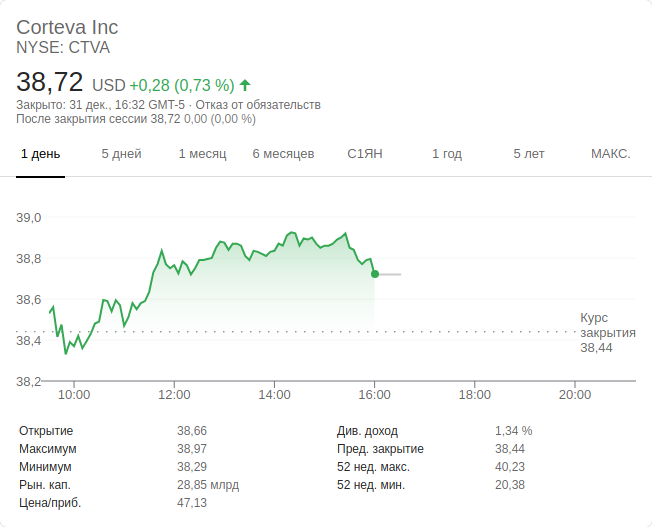 Corteva Inc
NYSE: CTVA
38,72 USD +0,28 (0,73 %)
Закрыто: 31 дек., 16:32 GMT-5 · Отказ от обязательств
После закрытия сессии 38,72 0,00 (0,00 %)
1 день 5 дней 1 месяц 6 месяцев С1ЯН 1 год 5 лет МАКС.
39,0
38,8
38,6
38,4
38,2
Курс
закрытия
38,44
10:00 12:00 14:00 16:00 18:00 20:00
Открытие 38,66 Див. доход 1,34 %
Максимум 38,97 Пред. закрытие 38,44
Минимум 38,29 52 нед. макс. 40,23
Рын. кап. 28,85 млрд 52 нед. мин. 20,38
Цена/приб. 47,13